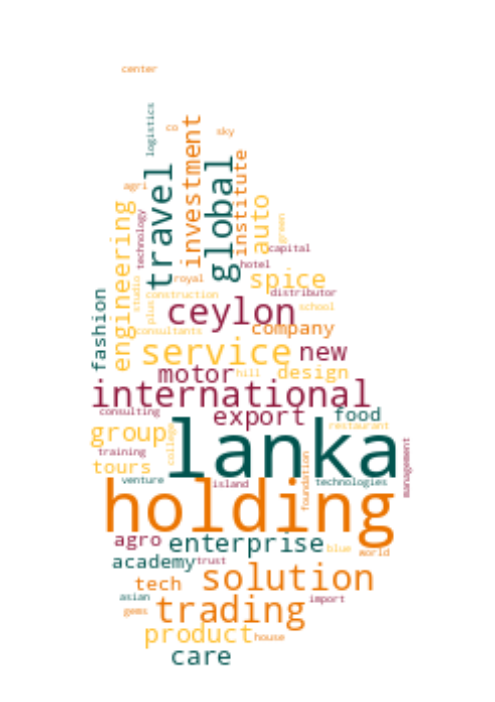 center
logistics
co
sky
investment
travel
global
institute
agri
technology
engineering
auto
green
capital
hotel
royal
spice
studio
construction
distributor
plus
school
fashion
ceylon
consultants
company
service
new
motor
hill
design
international
consulting
export
food
group
college
restaurant
lanka
training
tours
management
venture
island
foundation
technologies
holding
agro
enterprise
blue
world
academy
trust
tech
solution
asian
import
gems
trading
product
house
care